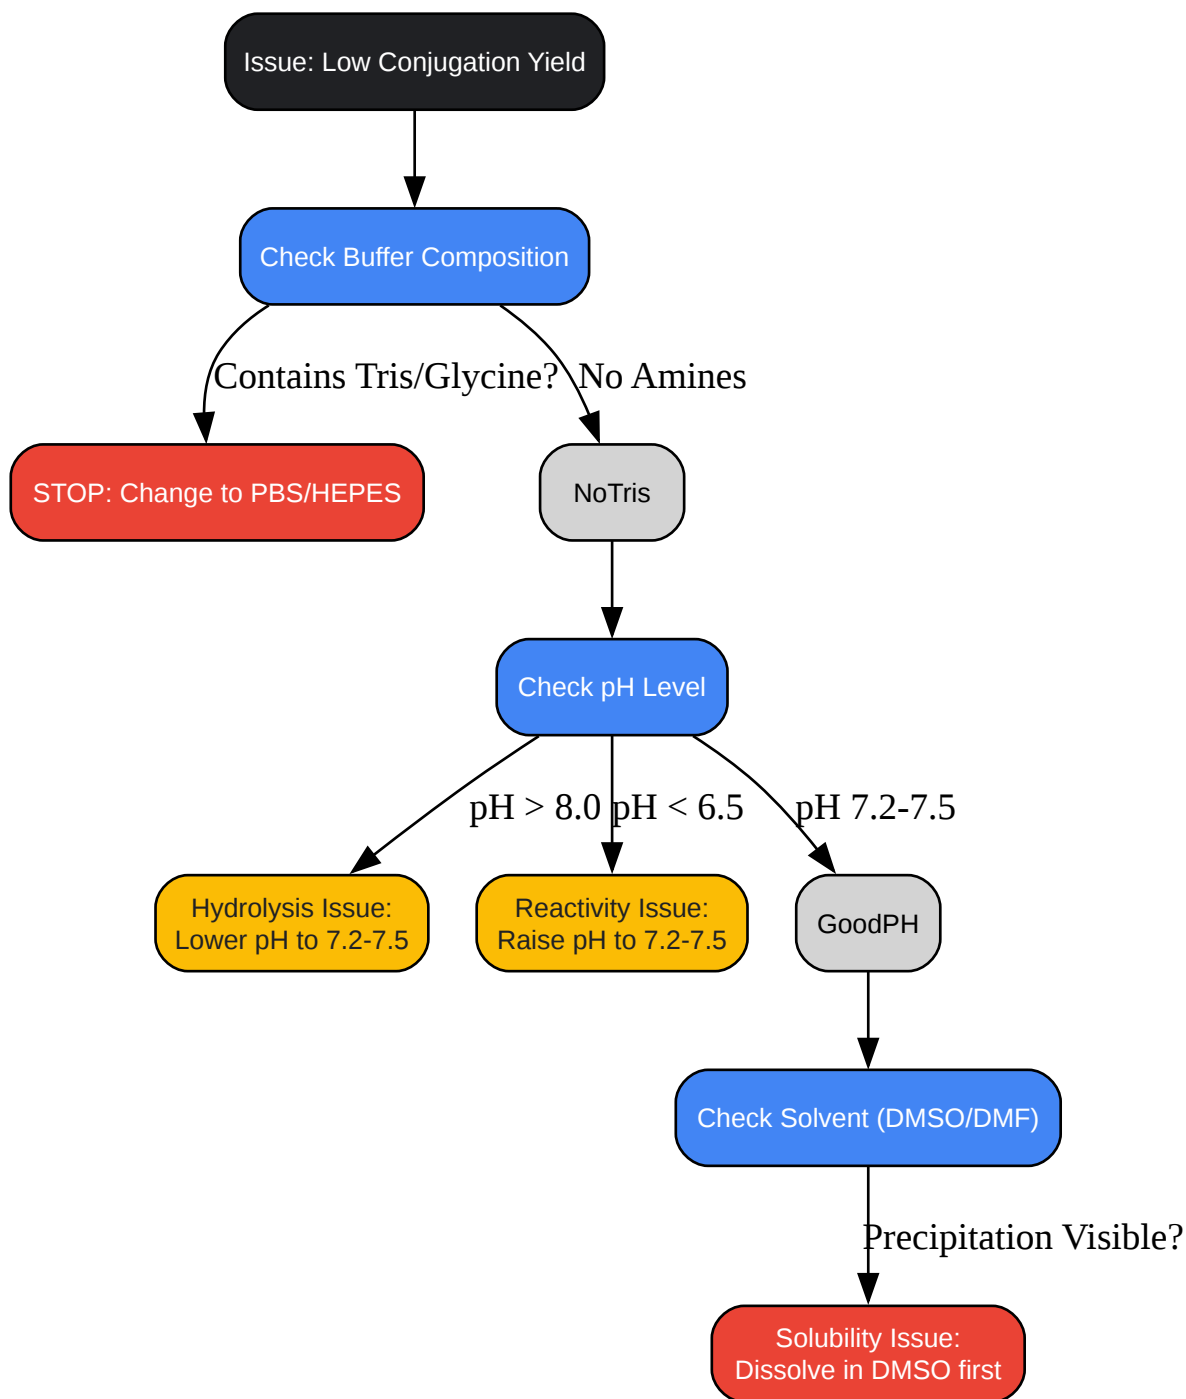 Issue: Low Conjugation Yield
Check Buffer Composition
Contains Tris/Glycine?
No Amines
STOP: Change to PBS/HEPES
NoTris
Check pH Level
pH > 8.0
pH < 6.5
pH 7.2-7.5
Hydrolysis Issue:
Lower pH to 7.2-7.5
Reactivity Issue:
Raise pH to 7.2-7.5
GoodPH
Check Solvent (DMSO/DMF)
Precipitation Visible?
Solubility Issue:
Dissolve in DMSO first